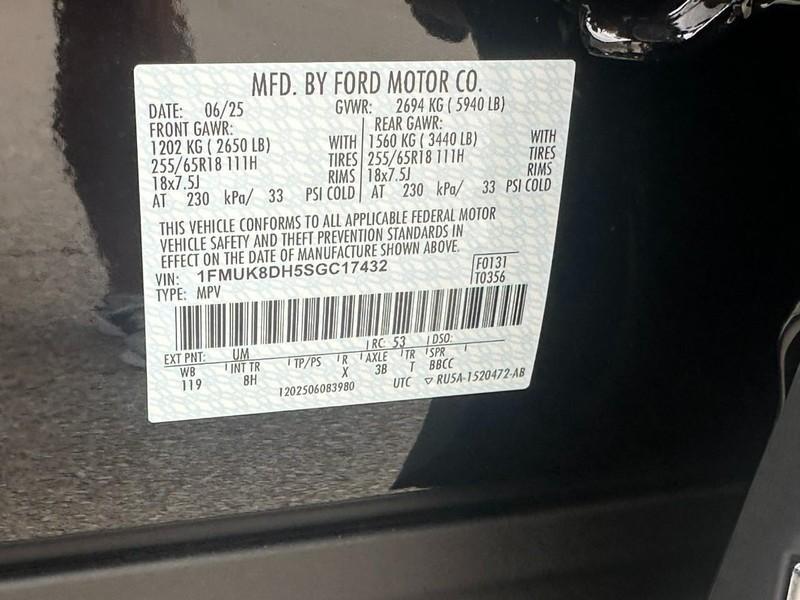 MFD. BY FORD MOTOR CO.
DATE: 06/25 GVWR: 2694 KG ( 5940 LB)
FRONT GAWR: REAR GAWR:
1202 KG ( 2650 LB) WITH 1560 KG ( 3440 LB) WITH
255/65R18 111H TIRES 255/65R18 111H TIRES
18x7.5J RIMS 18x7.5J RIMS
AT 230 kPa/ 33 PSI COLD AT 230 kPa/ 33 PSI COLD
THIS VEHICLE CONFORMS TO ALL APPLICABLE FEDERAL MOTOR
VEHICLE SAFETY AND THEFT PREVENTION STANDARDS IN
EFFECT ON THE DATE OF MANUFACTURE SHOWN ABOVE.
VIN: 1FMUK8DH5SGC17432 F0131
TYPE: MPV T0356
EXT PNT: UM RC: 53 DSO:
WB INT TR TP/PS R AXLE TR SPR
119 BH X 3B T BBCC
1202506083980 UTC ▽ RU5A-1520472-AB